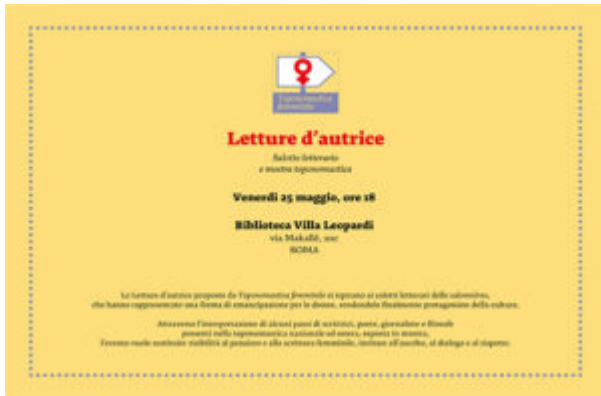 Toponomastica
femminile
Letture d'autrice
Salotto letterario
e mostra toponomastica
Venerdì 25 maggio, ore 18
Biblioteca Villa Leopardi
via Makallè, snc
ROMA
Le Letture d'autrice proposte da Toponomastica femminile si ispirano ai salotti letterari delle salonnières,
che hanno rappresentato una forma di emancipazione per le donne, rendendole finalmente protagoniste della cultura.
Attraverso l'interpretazione di alcuni passi di scrittrici, poete, giornaliste e filosofe
presenti nella toponomastica nazionale ed estera, esposta in mostra,
l'evento vuole restituire visibilità al pensiero e alla scrittura femminile, invitare all'ascolto, al dialogo e al rispetto.